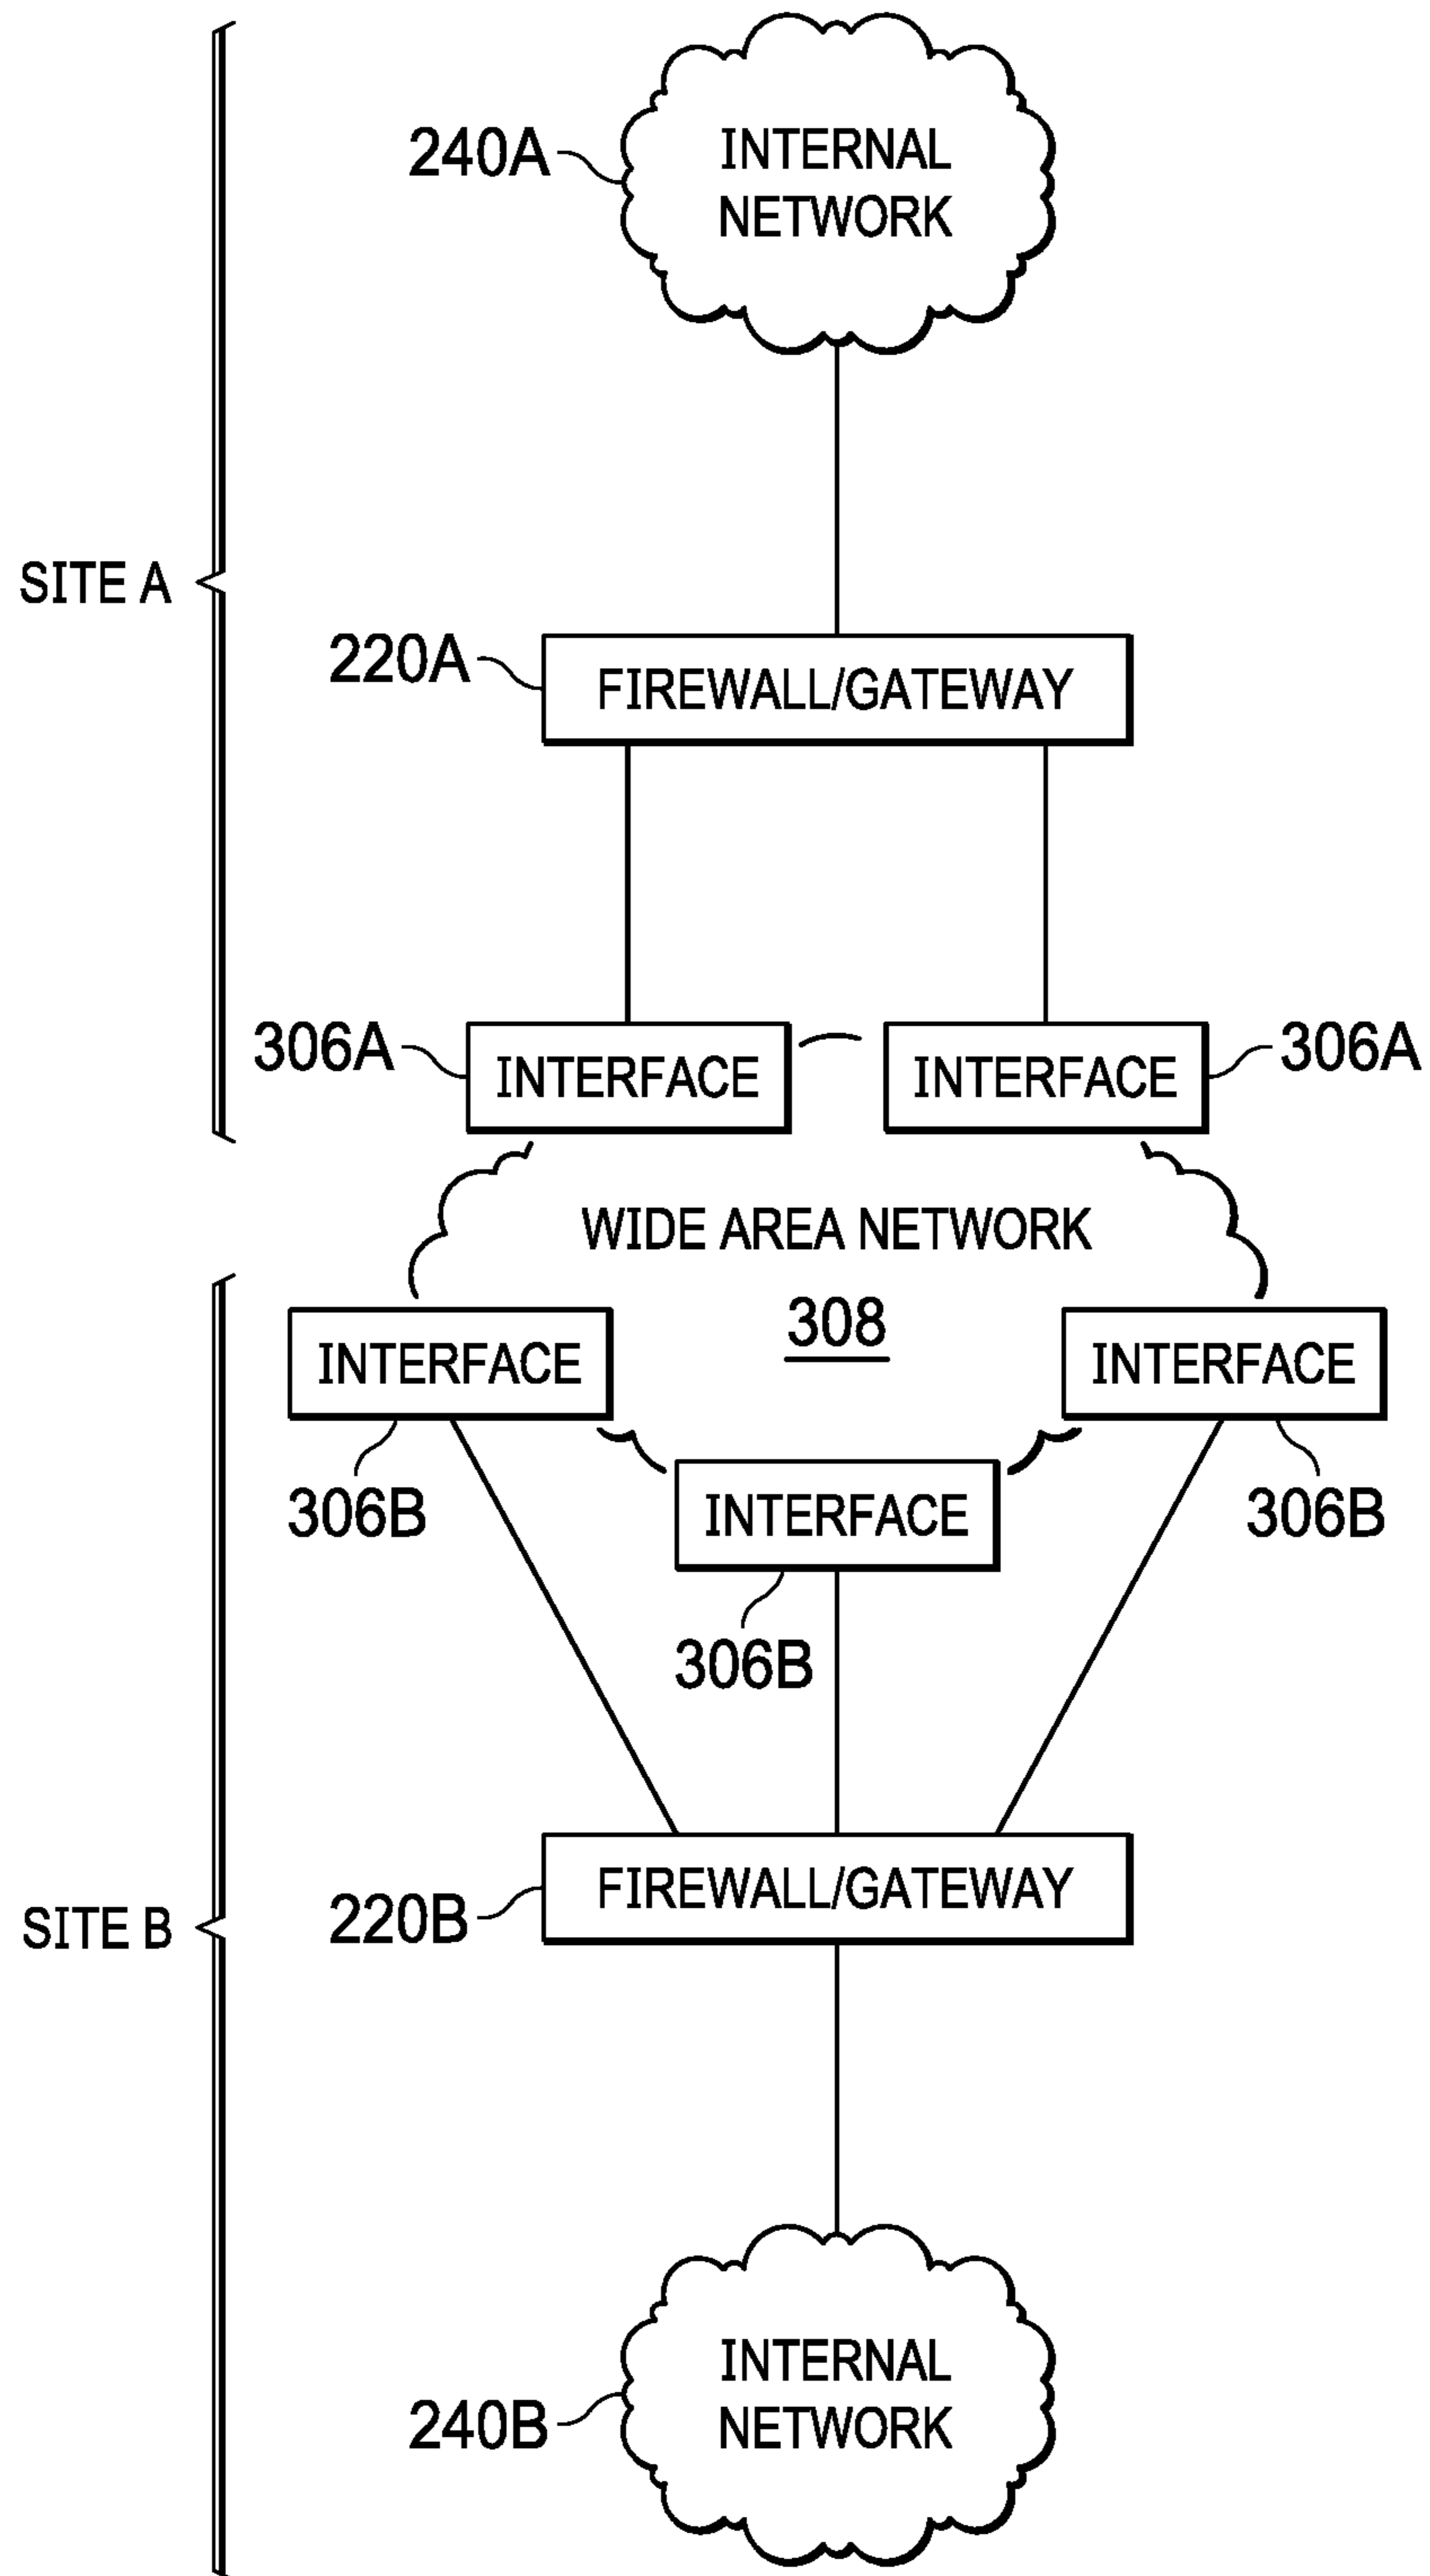 240A
INTERNAL
NETWORK
SITE A
220A
FIREWALL/GATEWAY
306A
INTERFACE
INTERFACE
306A
WIDE AREA NETWORK
308
INTERFACE
INTERFACE
306B
INTERFACE
306B
306B
220B
FIREWALL/GATEWAY
SITE B
240B
INTERNAL
NETWORK